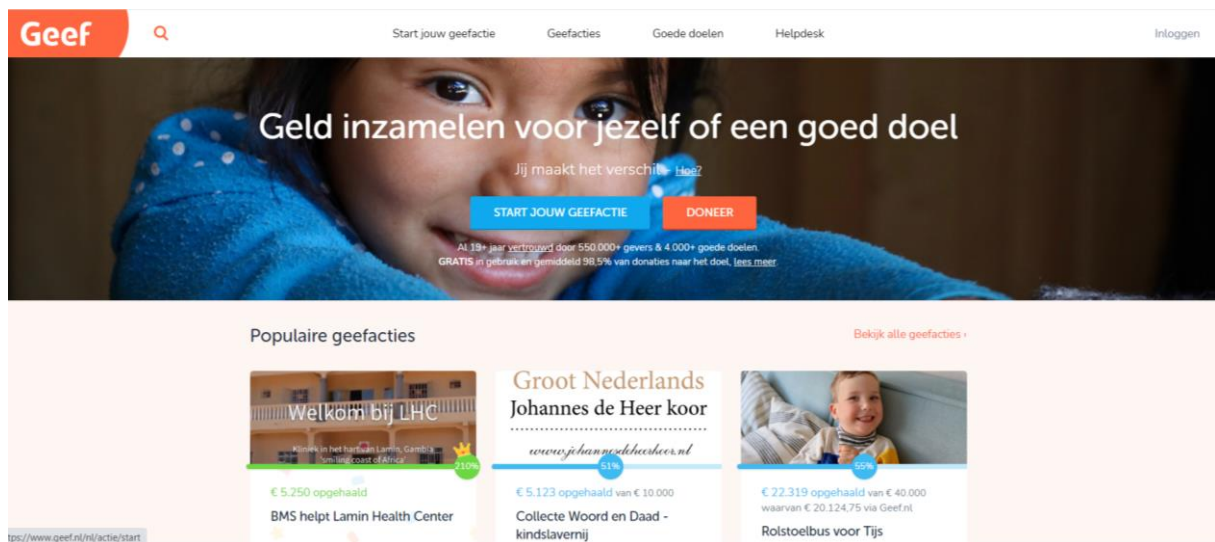 Geef
Start jouw geefactie
Geefacties
Goede doelen
Helpdesk
Inloggen
Geld inzamelen voor jezelf of een goed doel
Jij maakt het verschil - Hoe?
START JOUW GEEFACTIE
DONEER
Al 19+ jaar vertrouwd door 550.000+ gevers & 4.000+ goede doelen.
GRATIS in gebruik en gemiddeld 98,5% van donaties naar het doel, lees meer.
Populaire geefacties
Bekijk alle geefacties ›
Welkom bij LHC
Kliniek in het hart van Lamin, Gambia
'smiling coast of Africa'
210%
€ 5.250 opgehaald
BMS helpt Lamin Health Center
Groot Nederlands
Johannes de Heer koor
www.johannesdeheerkoor.nl
51%
€ 5.123 opgehaald van € 10.000
Collecte Woord en Daad -
kindslavernij
55%
€ 22.319 opgehaald van € 40.000
waarvan € 20.124,75 via Geef.nl
Rolstoelbus voor Tijs
tps://www.geef.nl/nl/actie/start